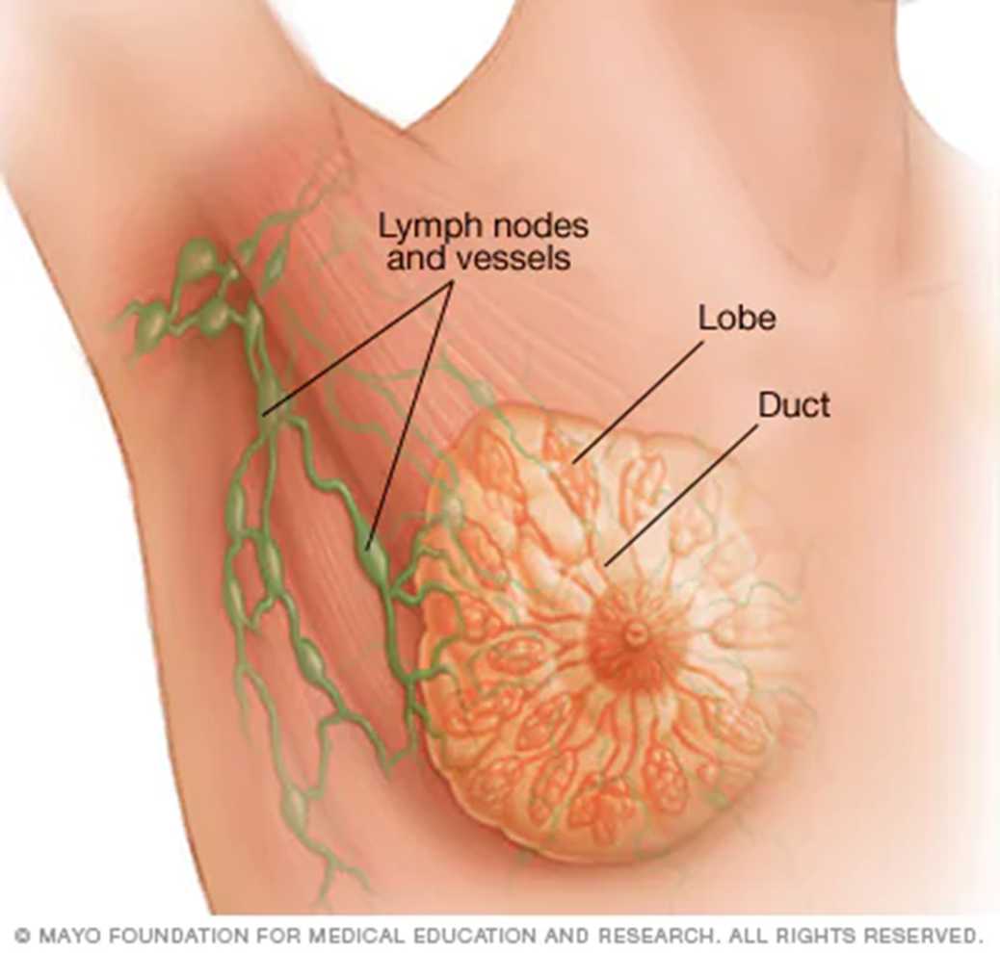 Lymph nodes
and vessels
Lobe
Duct
© MAYO FOUNDATION FOR MEDICAL EDUCATION AND RESEARCH. ALL RIGHTS RESERVED.